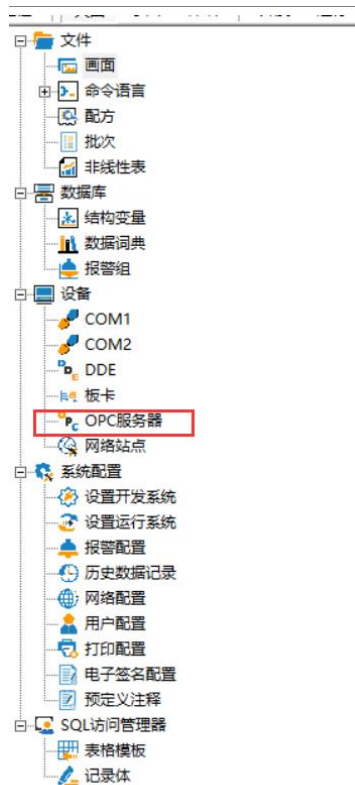 文件
画面
命令语言
配方
批次
非线性表
数据库
结构变量
数据词典
报警组
设备
COM1
COM2
DDE
板卡
OPC服务器
网络站点
系统配置
设置开发系统
设置运行系统
报警配置
历史数据记录
网络配置
用户配置
打印配置
电子签名配置
预定义注释
SQL访问管理器
表格模板
记录体